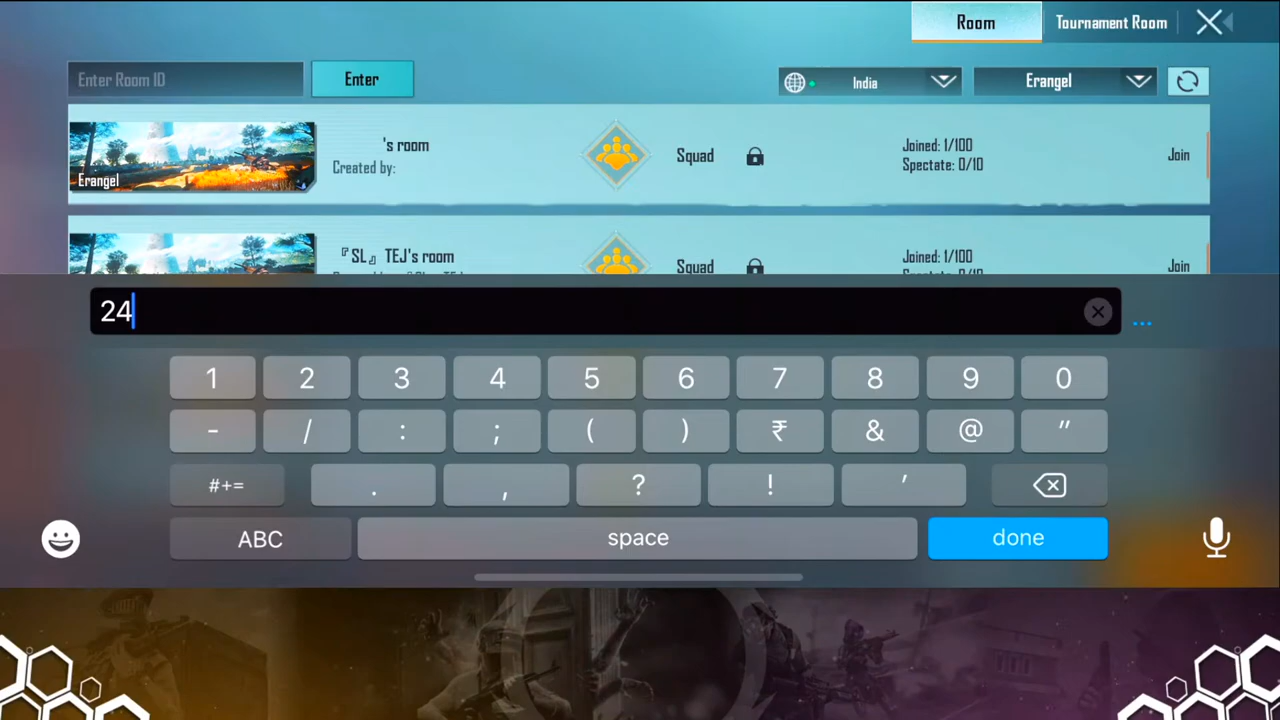 Room
Tournament Room
Enter Room ID
Enter
India
Erangel
Erangel
's room
Created by:
Squad
Joined: 1/100
Spectate: 0/10
Join
『SL』 TEJ's room
Squad
Joined: 1/100
Join
24
...
1 2 3 4 5 6 7 8 9 0
- / : ; ( ) ₹ & @ "
#+= . , ? ! '
ABC space done